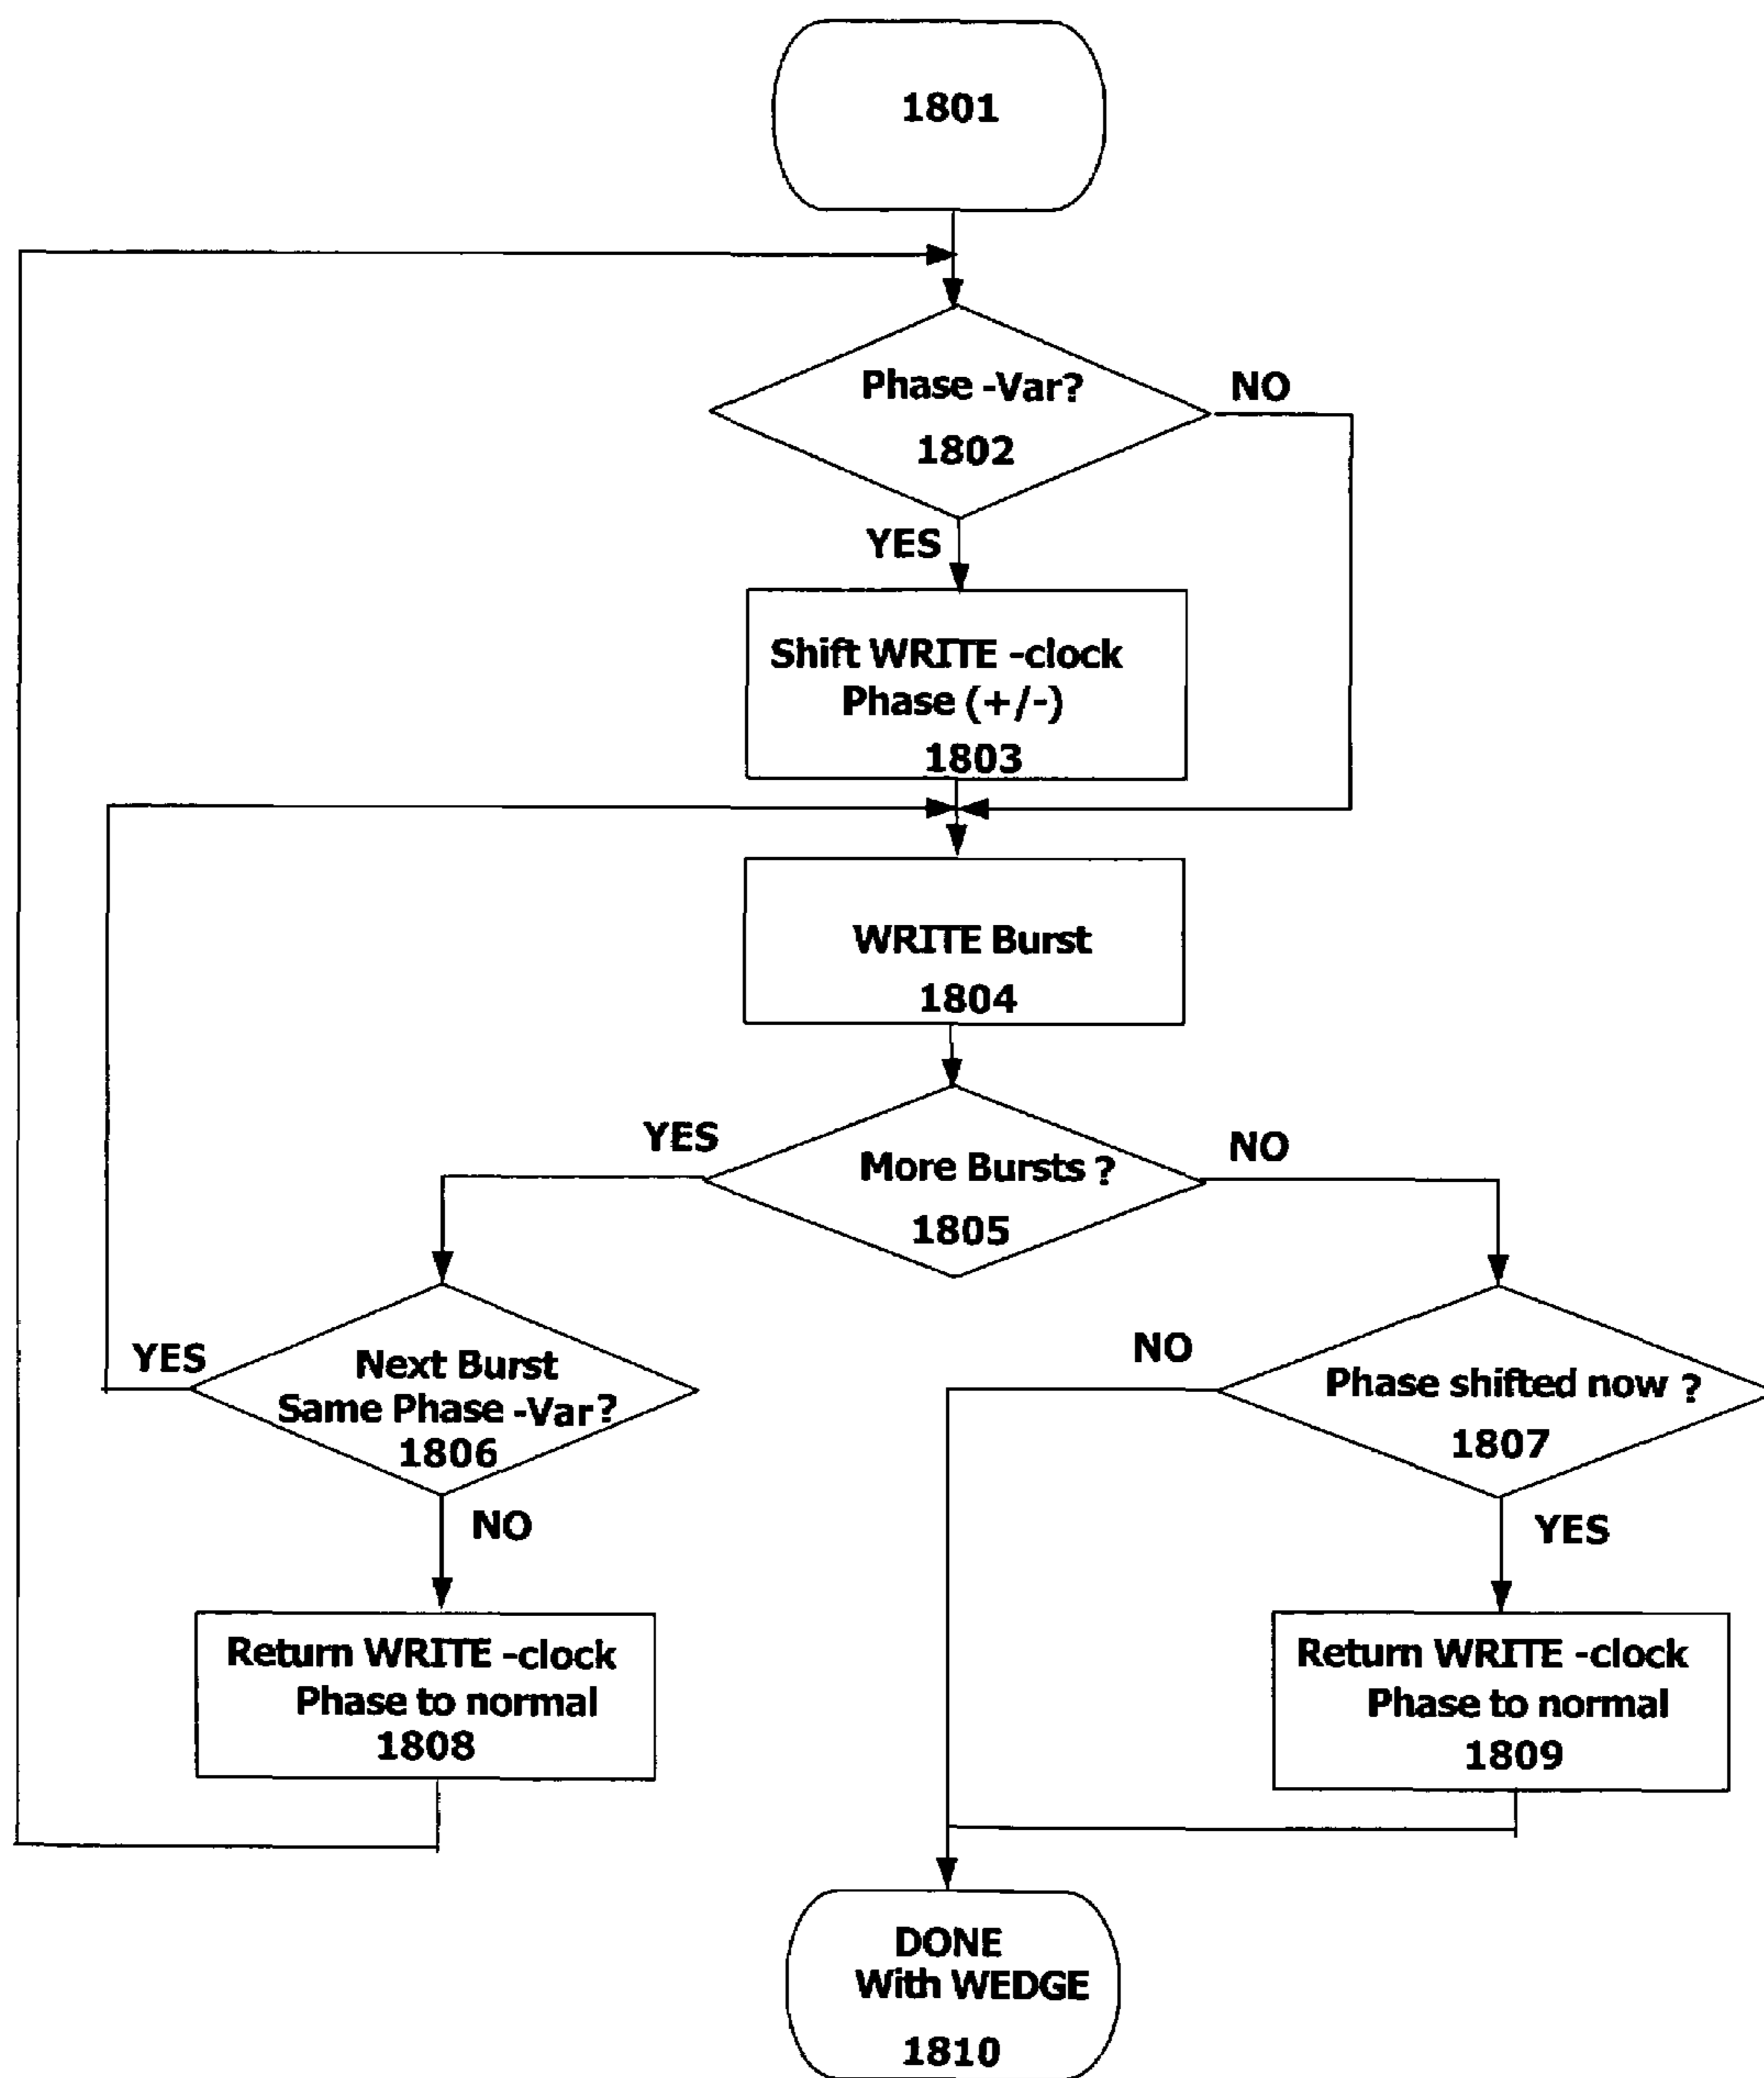 1801
Phase -Var?
NO
1802
YES
Shift WRITE -clock
Phase (+/-)
1803
WRITE Burst
1804
YES
More Bursts ?
NO
1805
YES
Next Burst
Same Phase -Var?
1806
NO
Phase shifted now ?
1807
NO
YES
Return WRITE -clock
Phase to normal
1808
Return WRITE -clock
Phase to normal
1809
DONE
With WEDGE
1810